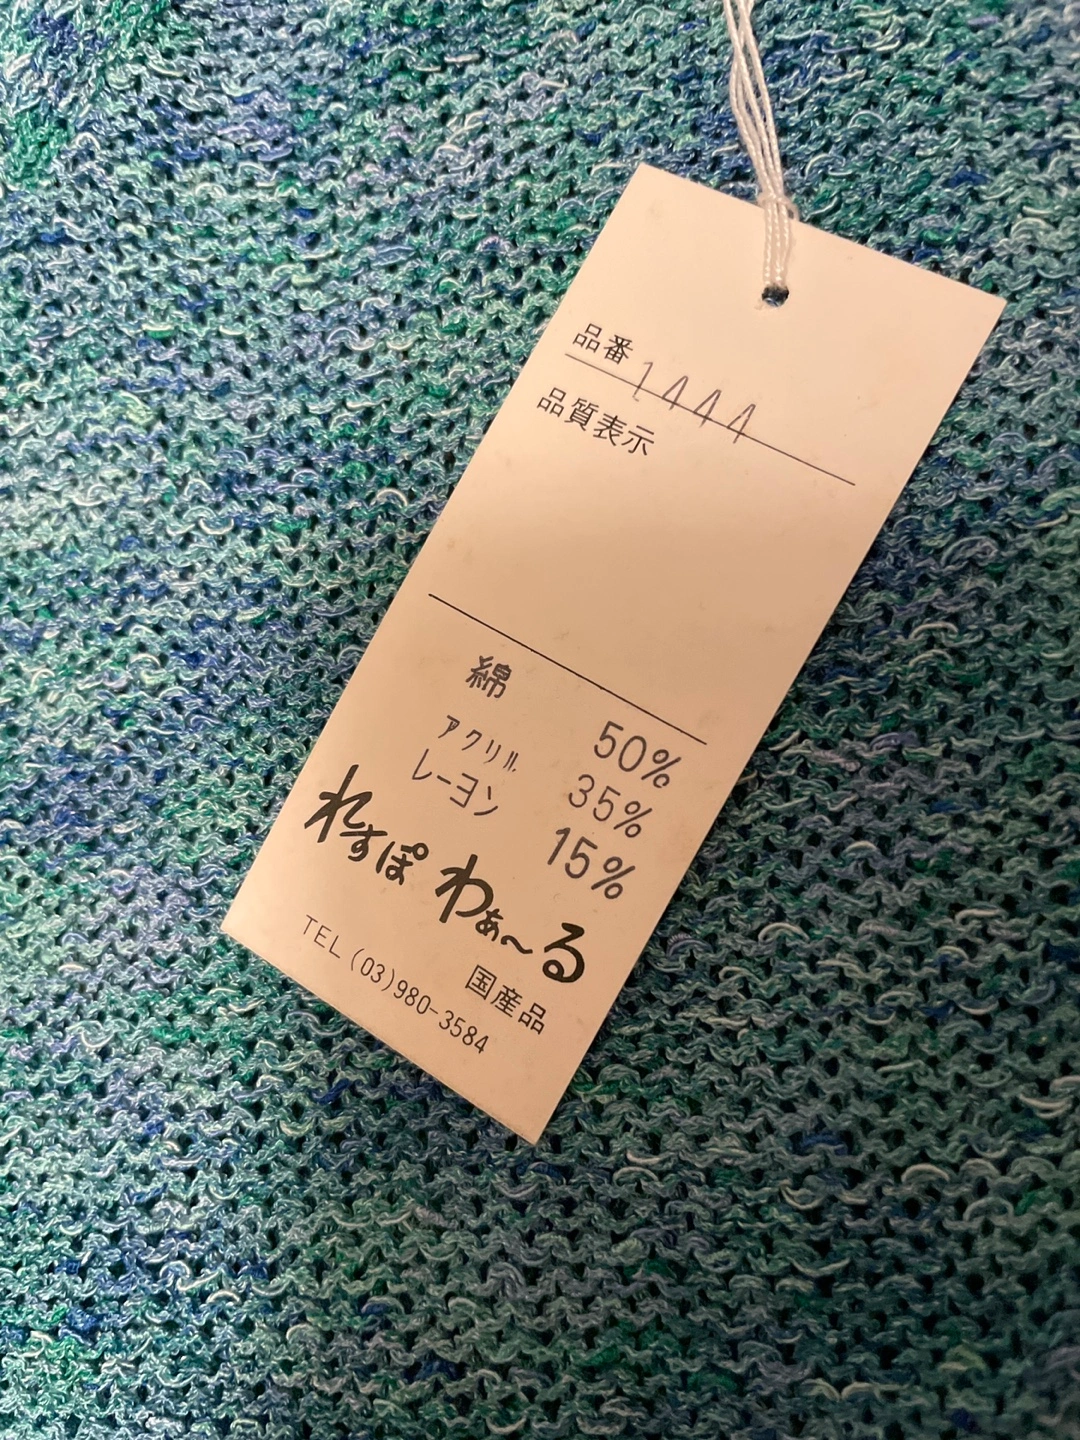 品番 1444
品質表示
綿 50%
アクリル 35%
レーヨン 15%
れすぽ わぁ〜る
国産品
TEL (03)980-3584